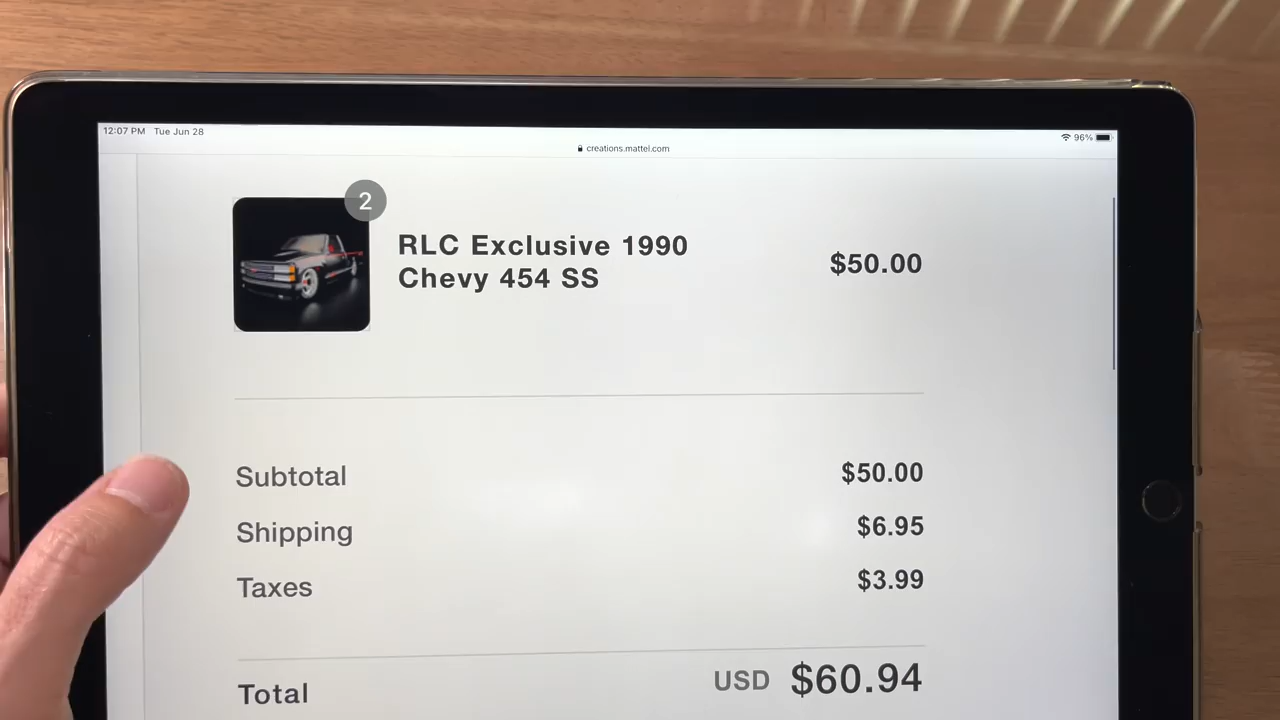 12:07 PM Tue Jun 28
96%
creations.mattel.com
2
RLC Exclusive 1990
Chevy 454 SS
$50.00
Subtotal $50.00
Shipping $6.95
Taxes $3.99
Total USD $60.94